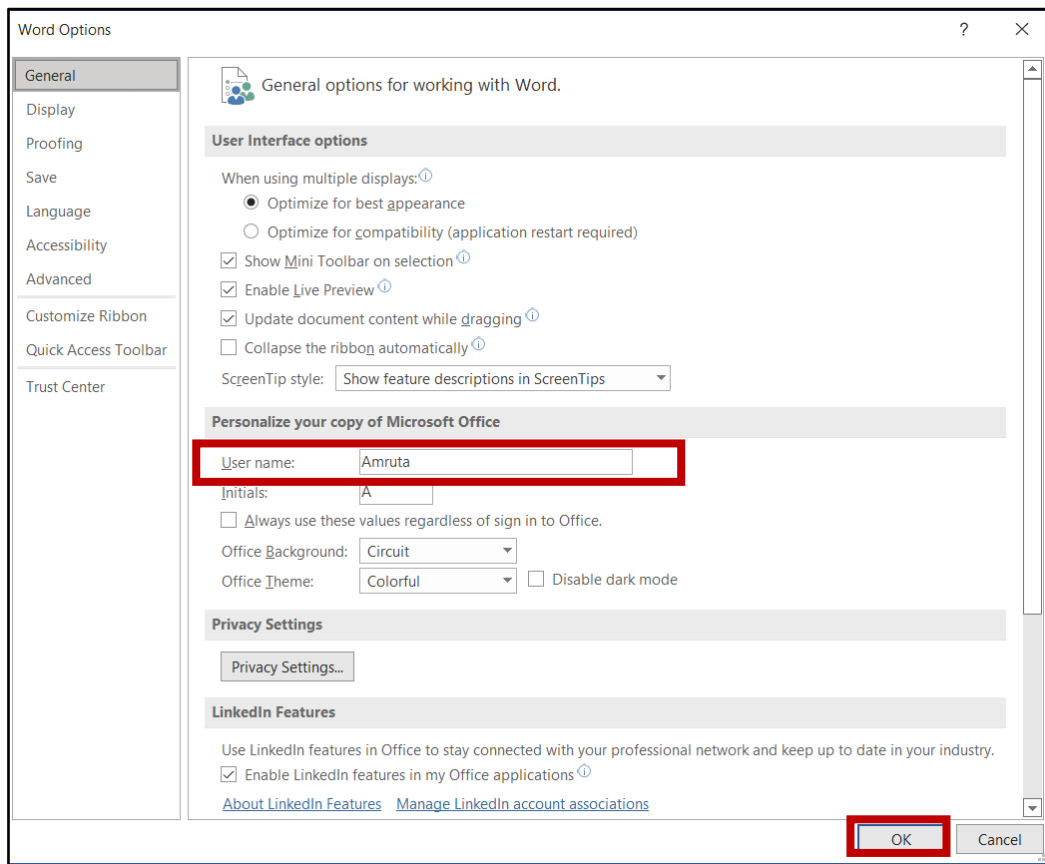 Word Options
?
General
Display
Proofing
Save
Language
Accessibility
Advanced
Customize Ribbon
Quick Access Toolbar
Trust Center
General options for working with Word.
User Interface options
When using multiple displays:
Optimize for best appearance
Optimize for compatibility (application restart required)
Show Mini Toolbar on selection
Enable Live Preview
Update document content while dragging
Collapse the ribbon automatically
ScreenTip style: Show feature descriptions in ScreenTips
Personalize your copy of Microsoft Office
User name: Amruta
Initials: A
Always use these values regardless of sign in to Office.
Office Background: Circuit
Office Theme: Colorful Disable dark mode
Privacy Settings
Privacy Settings...
LinkedIn Features
Use LinkedIn features in Office to stay connected with your professional network and keep up to date in your industry.
Enable LinkedIn features in my Office applications
About LinkedIn Features Manage LinkedIn account associations
OK Cancel